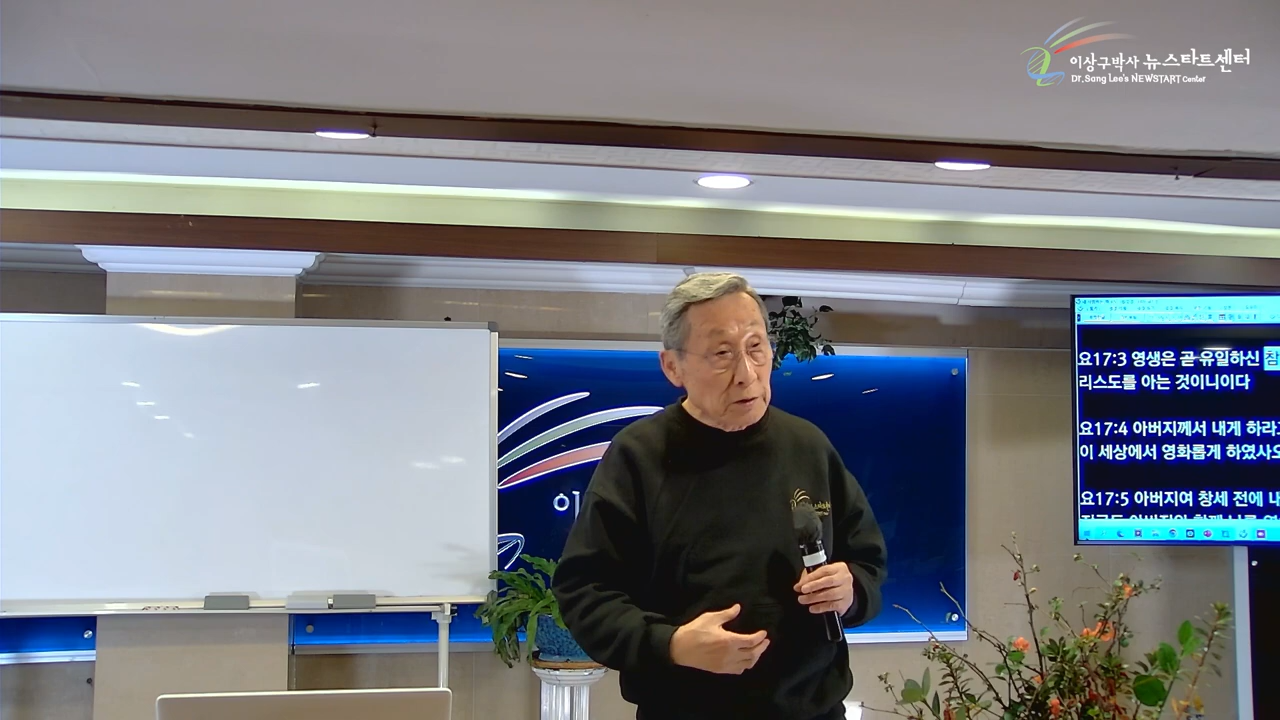 이상구박사 뉴스타트센터
Dr. Sang Lee's NEWSTART Center
요17:3 영생은 곧 유일하신 참
리스도를 아는 것이니이다
요17:4 아버지께서 내게 하라고
이 세상에서 영화롭게 하였사오
요17:5 아버지여 창세 전에 내
이